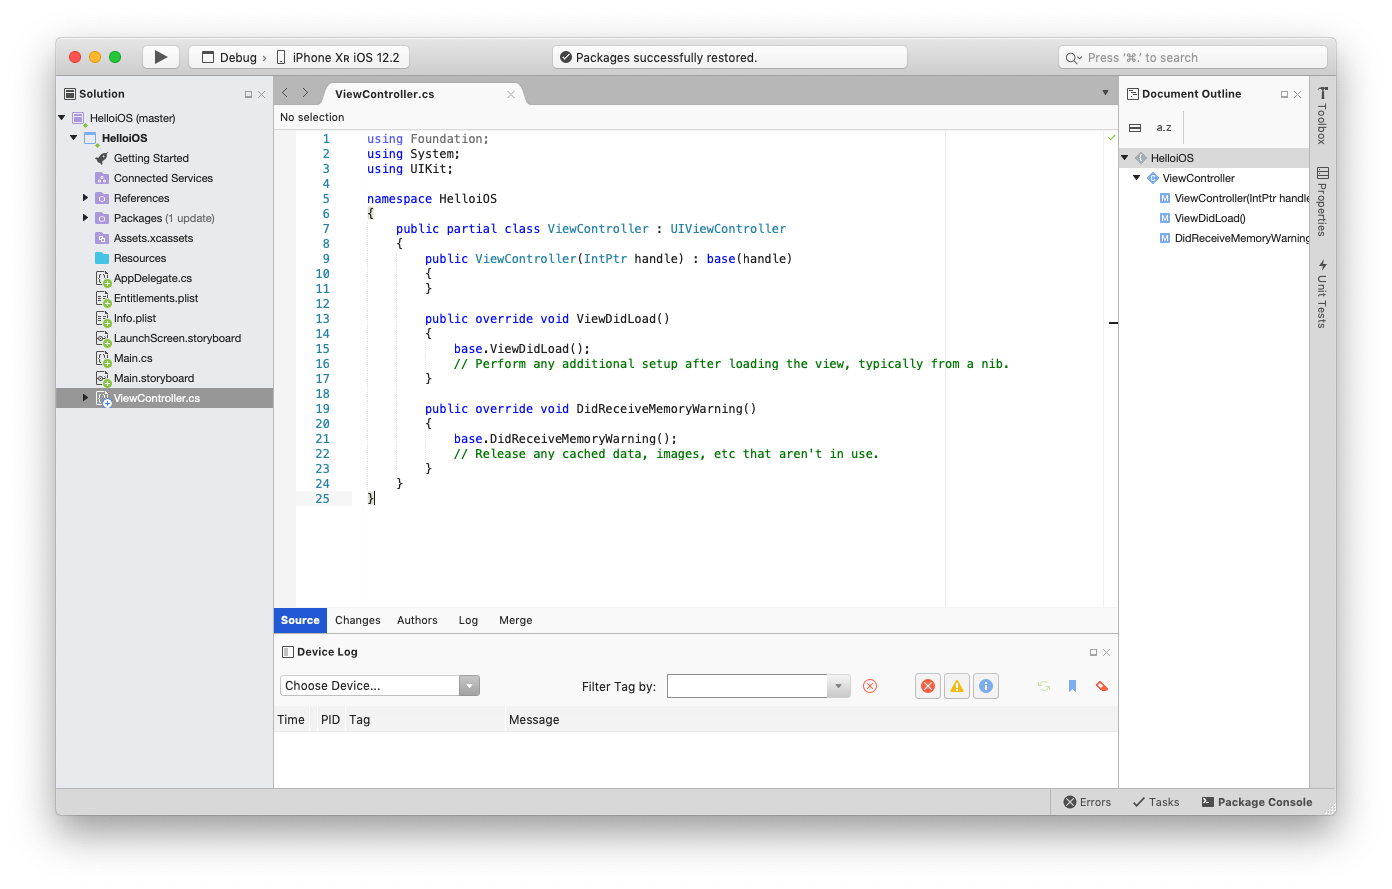 Debug › iPhone XR iOS 12.2
Packages successfully restored.
Press ‘⌘.’ to search
Solution
HelloiOS (master)
HelloiOS
Getting Started
Connected Services
References
Packages (1 update)
Assets.xcassets
Resources
AppDelegate.cs
Entitlements.plist
Info.plist
LaunchScreen.storyboard
Main.cs
Main.storyboard
ViewController.cs
ViewController.cs
No selection
1 using Foundation;
2 using System;
3 using UIKit;
4
5 namespace HelloiOS
6 {
7 public partial class ViewController : UIViewController
8 {
9 public ViewController(IntPtr handle) : base(handle)
10 {
11 }
12
13 public override void ViewDidLoad()
14 {
15 base.ViewDidLoad();
16 // Perform any additional setup after loading the view, typically from a nib.
17 }
18
19 public override void DidReceiveMemoryWarning()
20 {
21 base.DidReceiveMemoryWarning();
22 // Release any cached data, images, etc that aren't in use.
23 }
24 }
25 }
Source Changes Authors Log Merge
Device Log
Choose Device...
Filter Tag by:
Time PID Tag Message
Document Outline
a.z
HelloiOS
ViewController
ViewController(IntPtr handle
ViewDidLoad()
DidReceiveMemoryWarning
Toolbox
Properties
Unit Tests
Errors Tasks Package Console